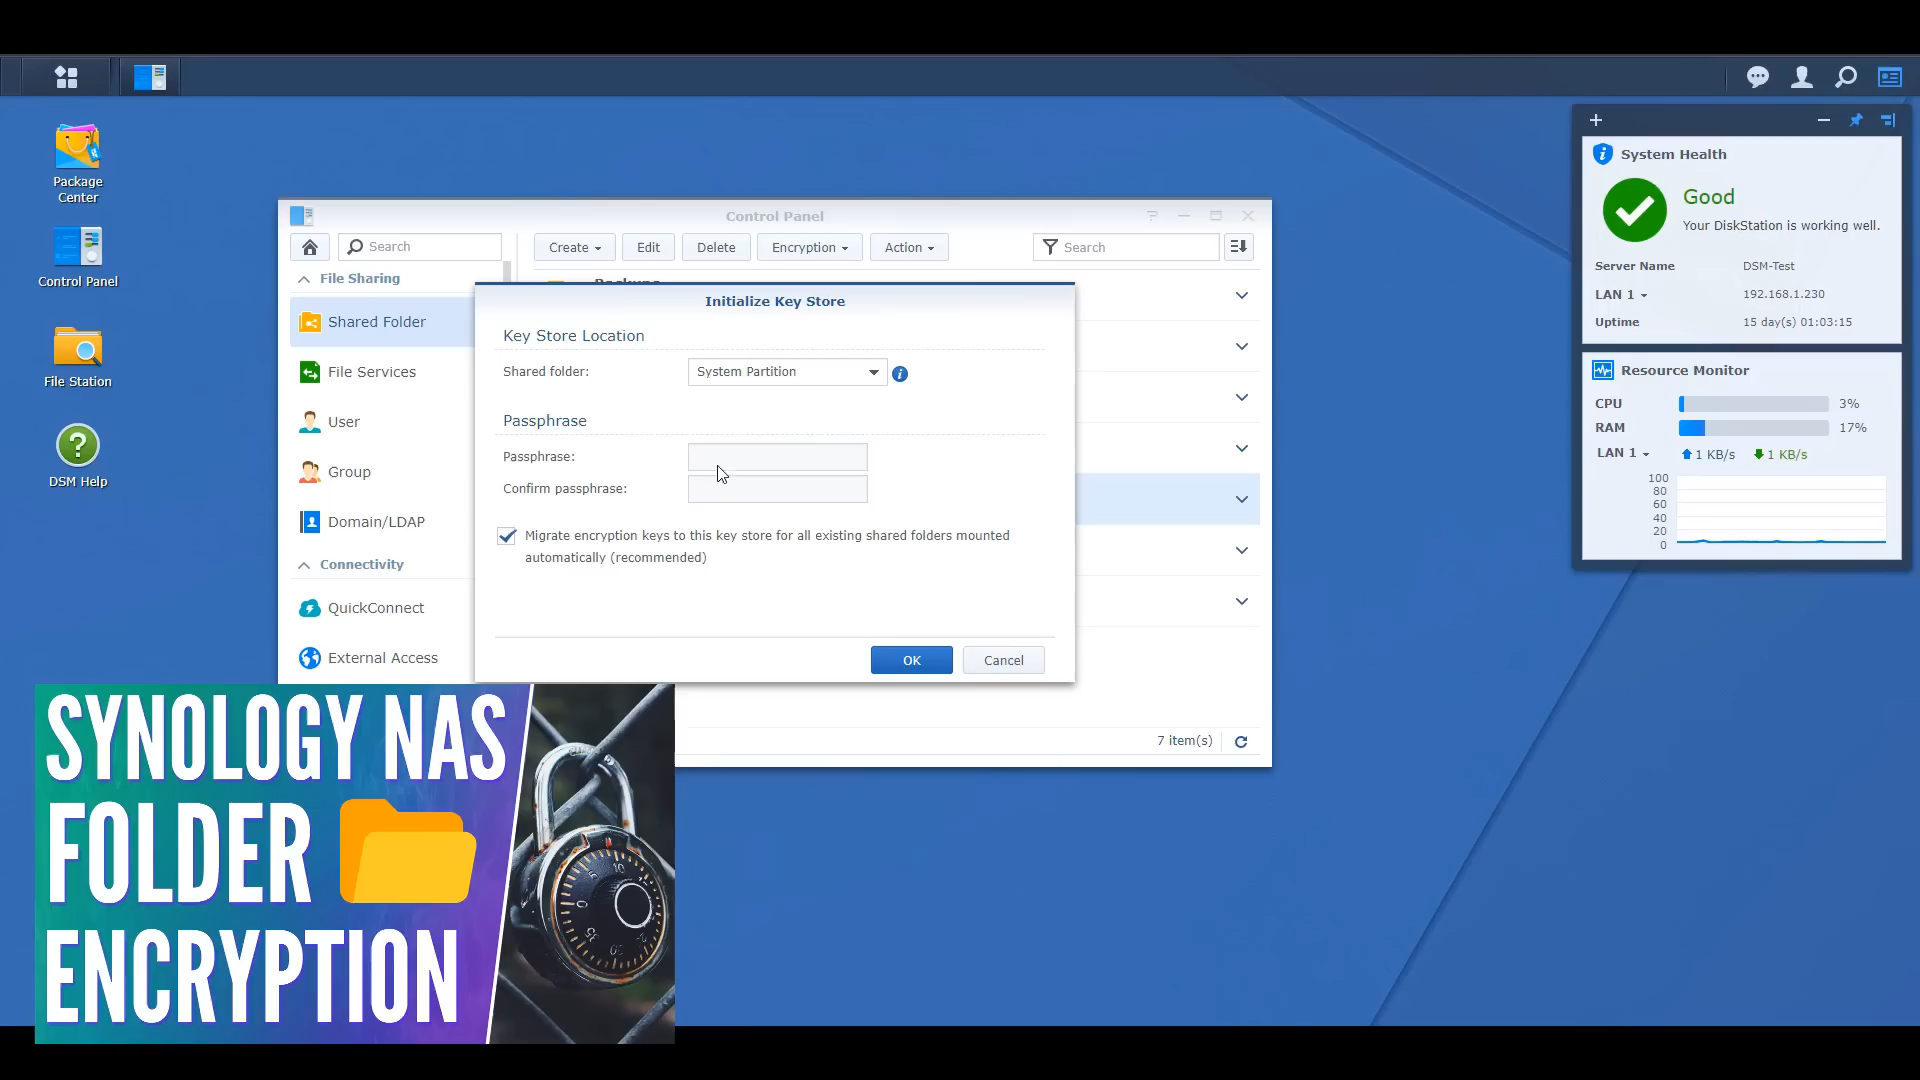 Package
Center
Control Panel
File Station
DSM Help
Control Panel
Search
Create
Edit
Delete
Encryption
Action
Search
File Sharing
Shared Folder
File Services
User
Group
Domain/LDAP
Connectivity
QuickConnect
External Access
Initialize Key Store
Key Store Location
Shared folder:
System Partition
Passphrase
Passphrase:
Confirm passphrase:
Migrate encryption keys to this key store for all existing shared folders mounted
automatically (recommended)
OK
Cancel
7 item(s)
System Health
Good
Your DiskStation is working well.
Server Name
DSM-Test
LAN 1
192.168.1.230
Uptime
15 day(s) 01:03:15
Resource Monitor
CPU
3%
RAM
17%
LAN 1
1 KB/s
1 KB/s
100
80
60
40
20
0
SYNOLOGY NAS
FOLDER
ENCRYPTION